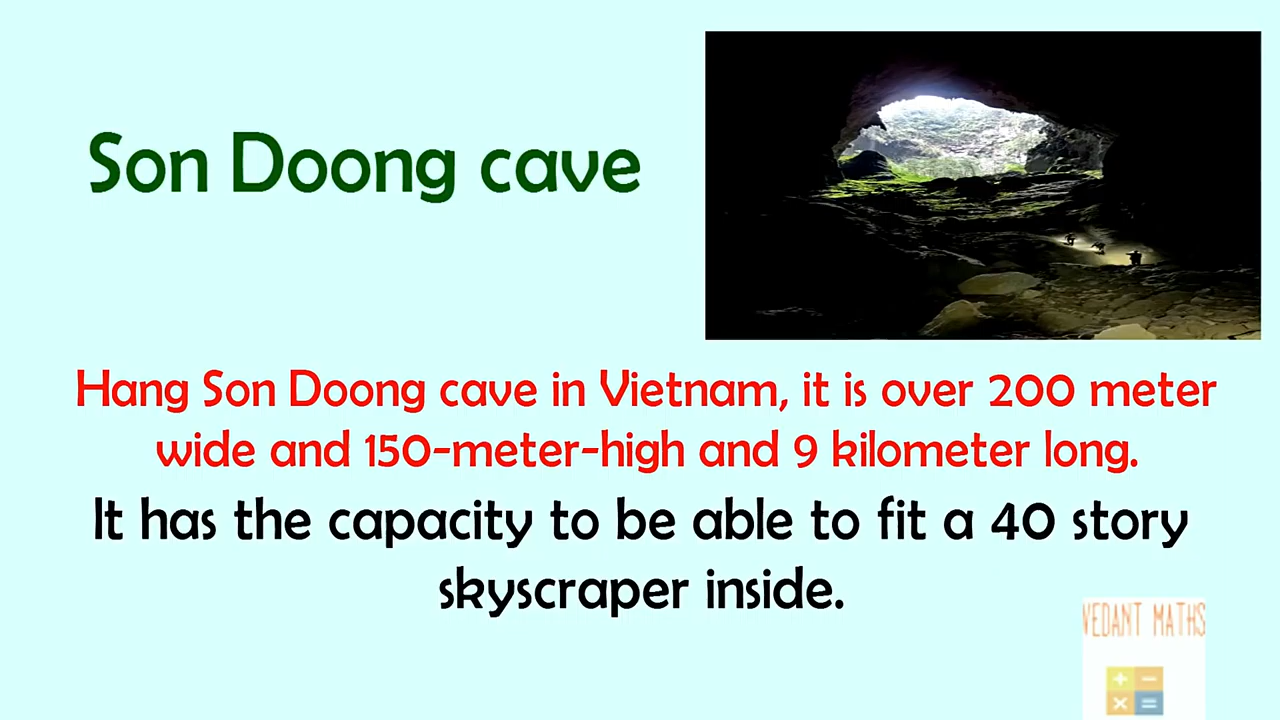 Son Doong cave
Hang Son Doong cave in Vietnam, it is over 200 meter
wide and 150-meter-high and 9 kilometer long.
It has the capacity to be able to fit a 40 story
skyscraper inside.
VEDANT MATHS
+ −
× =